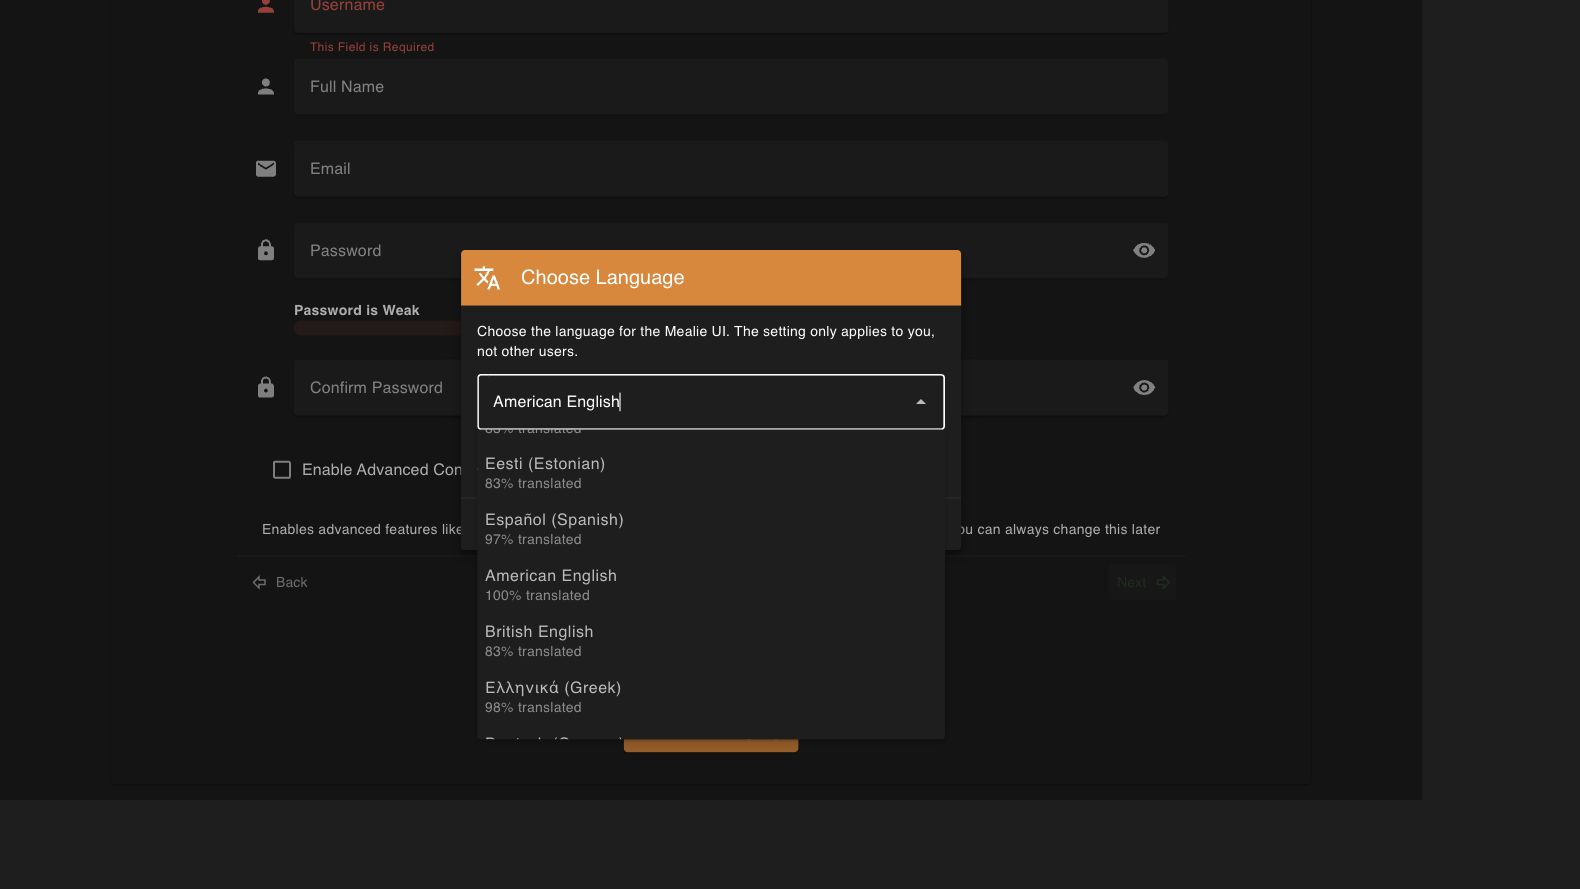 Username
This Field is Required
Full Name
Email
Password
Password is Weak
Confirm Password
Enable Advanced Con
Enables advanced features like
ou can always change this later
Back
Next
Choose Language
Choose the language for the Mealie UI. The setting only applies to you,
not other users.
American English
translated
Eesti (Estonian)
83% translated
Español (Spanish)
97% translated
American English
100% translated
British English
83% translated
Ελληνικά (Greek)
98% translated